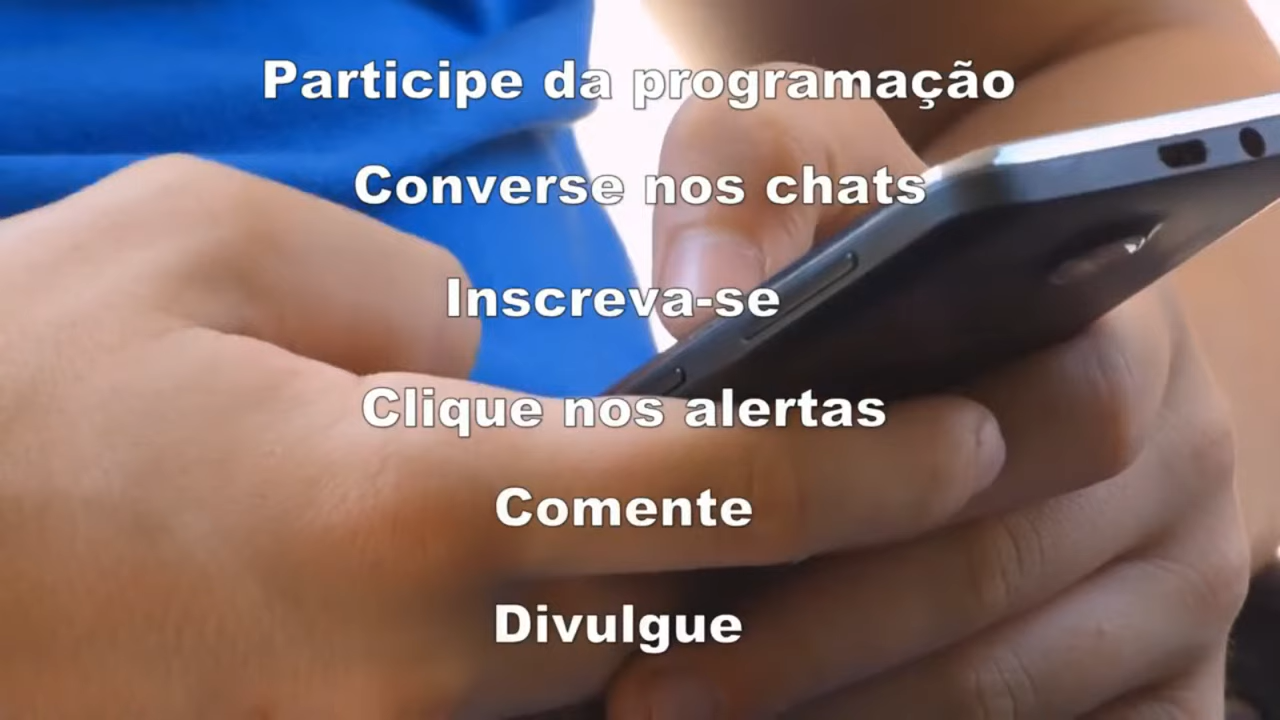 Participe da programação
Converse nos chats
Inscreva-se
Clique nos alertas
Comente
Divulgue